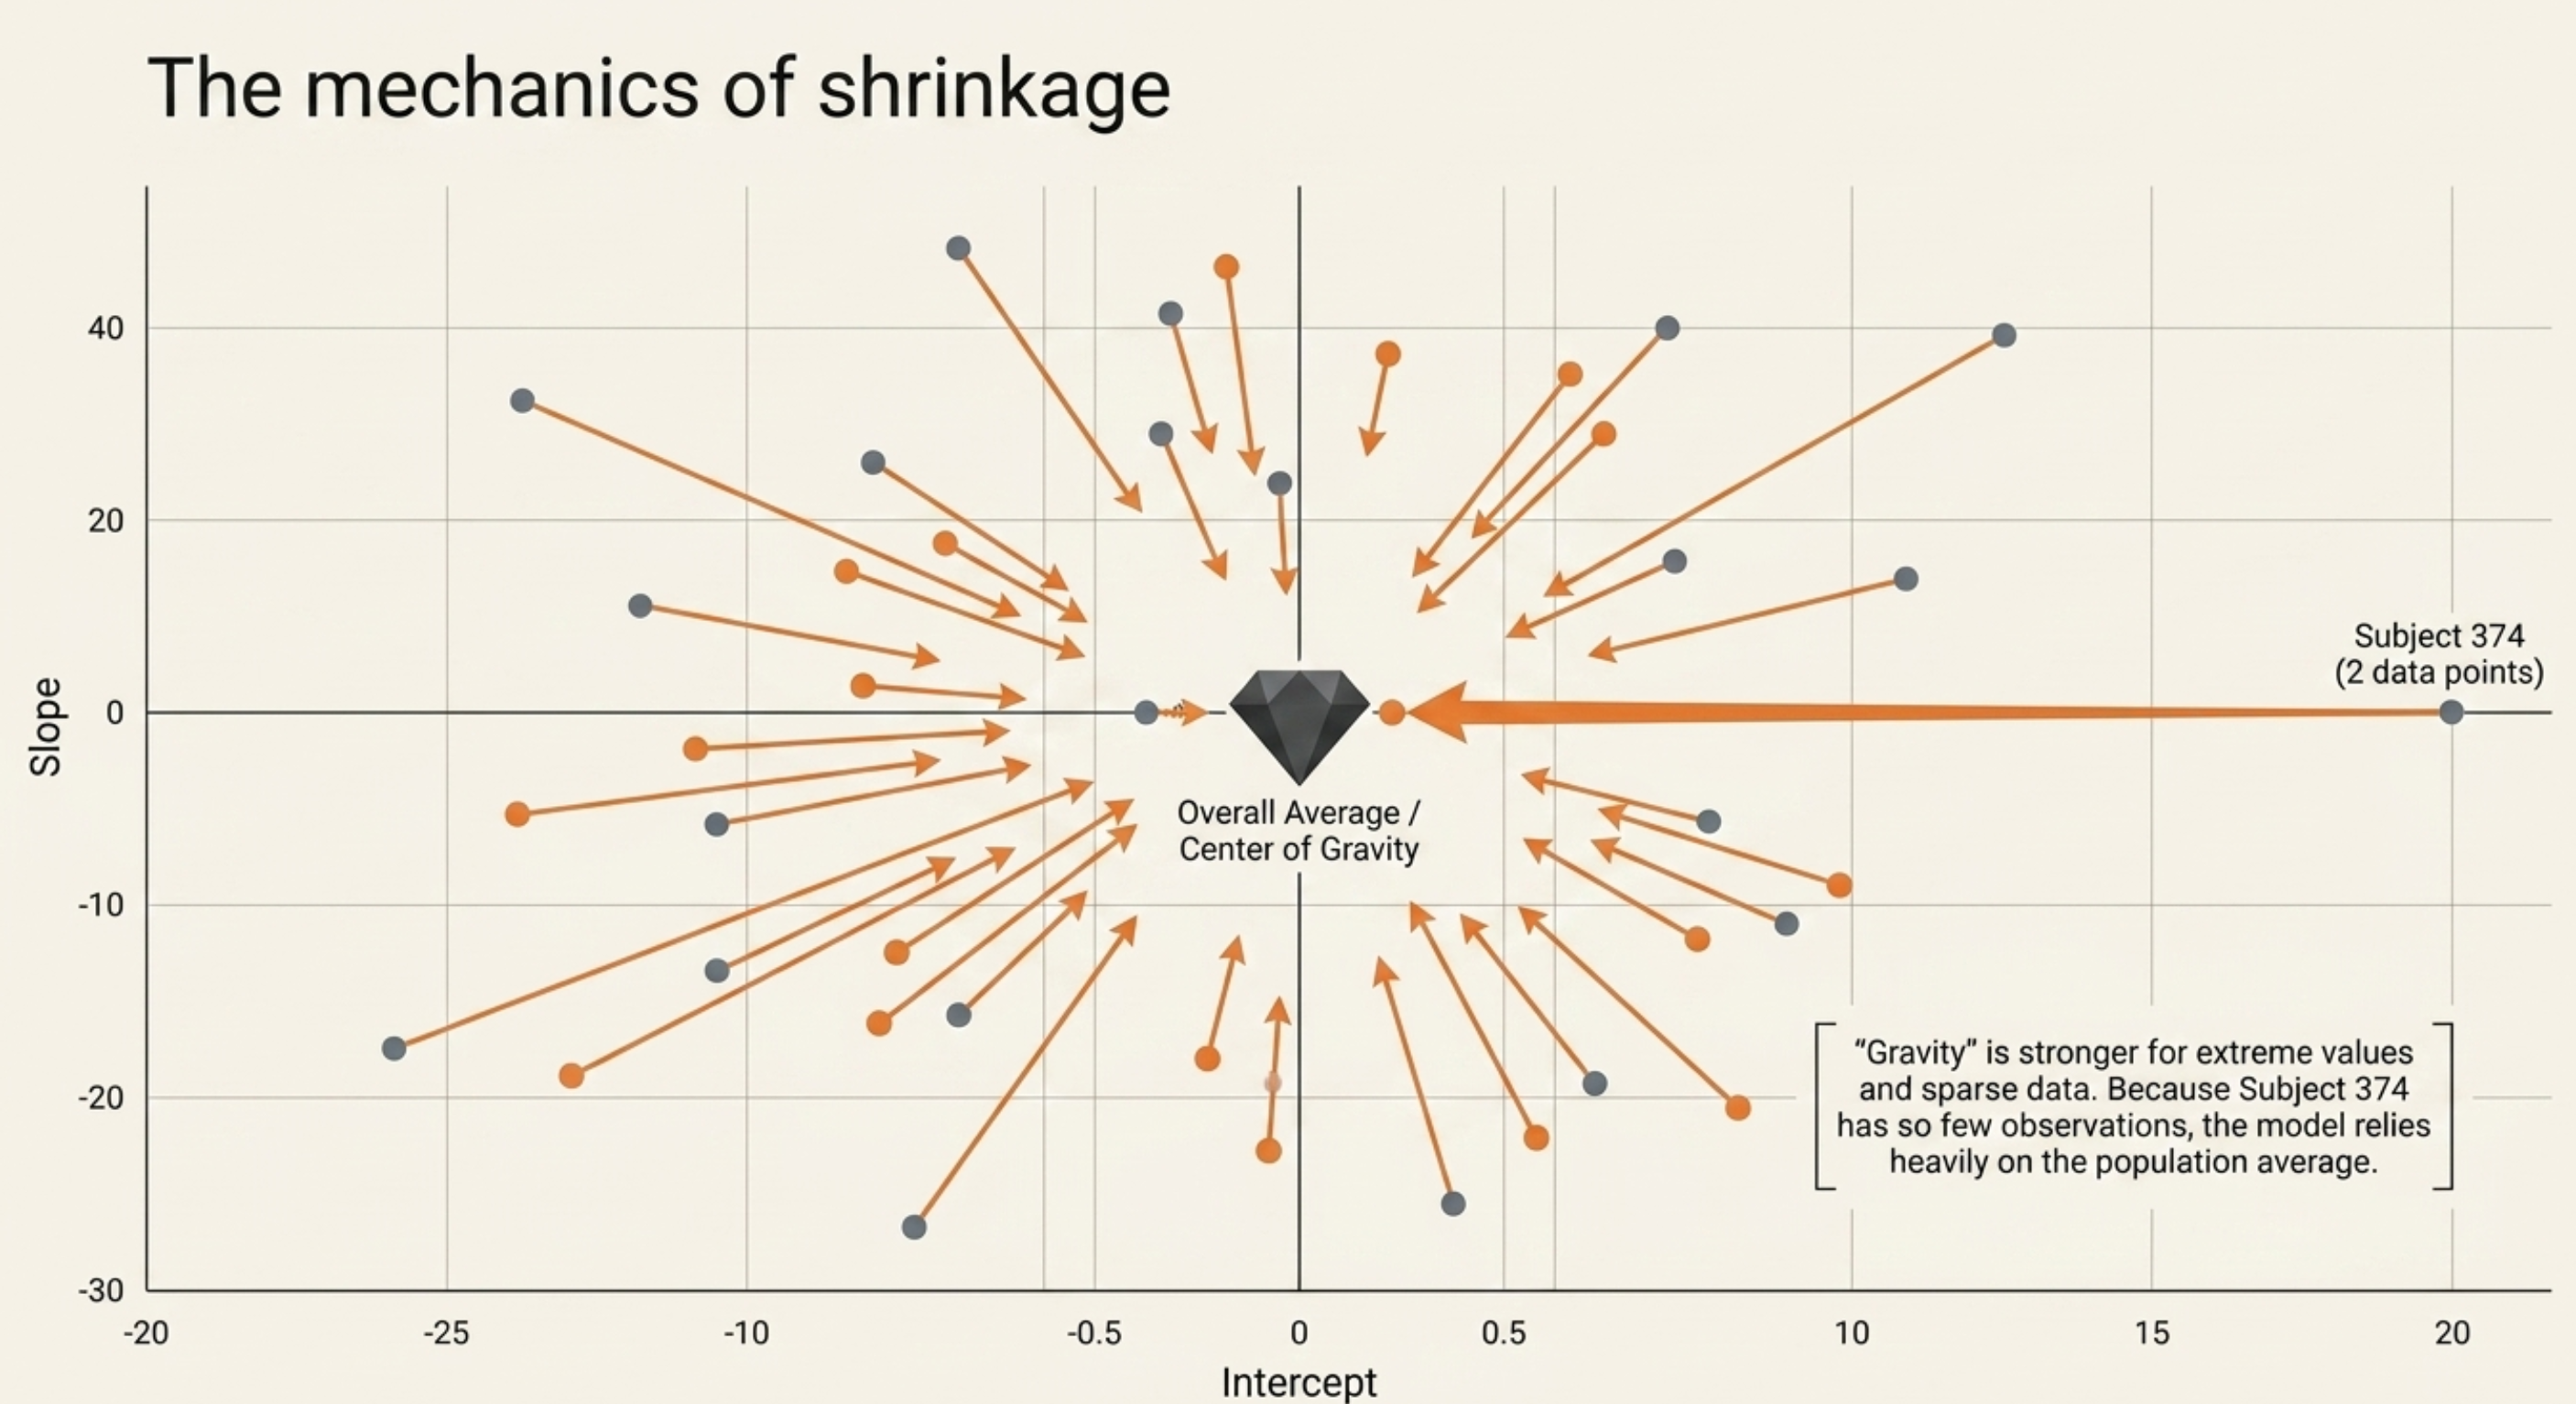 The mechanics of shrinkage
40
20
0
-10
-20
-30
Slope
Subject 374
(2 data points)
Overall Average /
Center of Gravity
“Gravity” is stronger for extreme values
and sparse data. Because Subject 374
has so few observations, the model relies
heavily on the population average.
-20 -25 -10 -0.5 0 0.5 10 15 20
Intercept